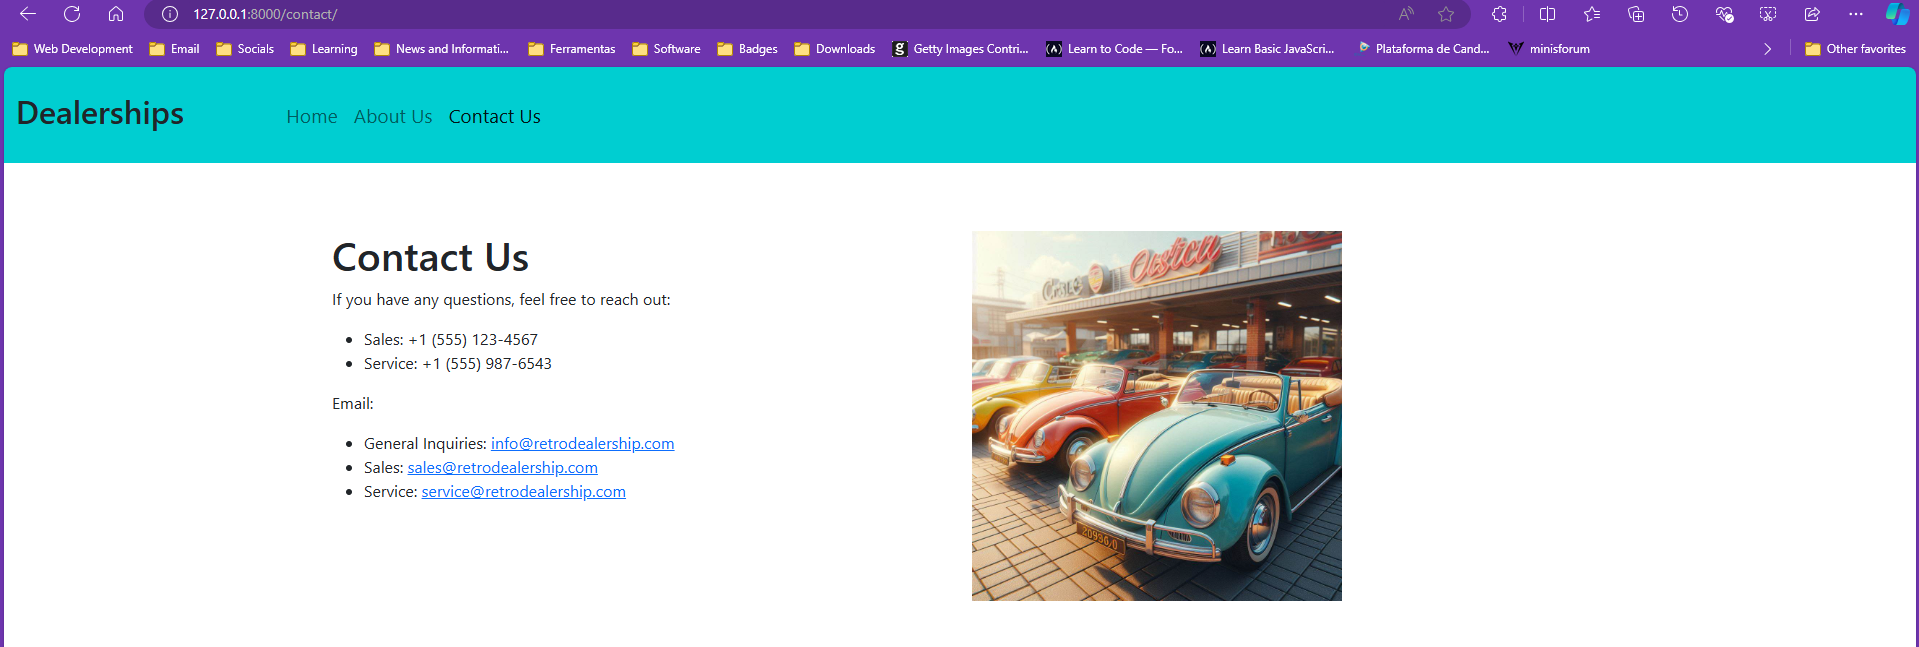 127.0.0.1:8000/contact/
Web Development Email Socials Learning News and Informati... Ferramentas Software Badges Downloads Getty Images Contri... Learn to Code — Fo... Learn Basic JavaScri... Plataforma de Cand... minisforum Other favorites
Dealerships Home About Us Contact Us
Contact Us
If you have any questions, feel free to reach out:
Sales: +1 (555) 123-4567
Service: +1 (555) 987-6543
Email:
General Inquiries: info@retrodealership.com
Sales: sales@retrodealership.com
Service: service@retrodealership.com